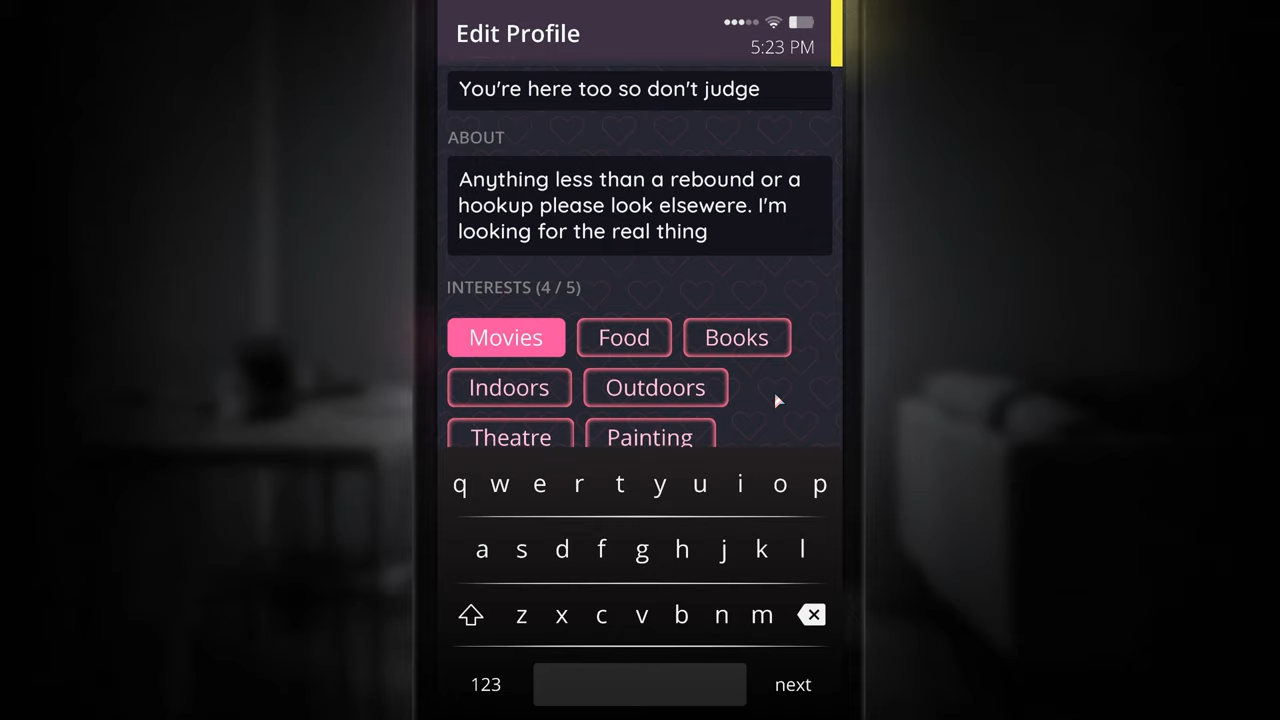 Edit Profile
5:23 PM
You're here too so don't judge
ABOUT
Anything less than a rebound or a
hookup please look elsewere. I'm
looking for the real thing
INTERESTS (4 / 5)
Movies Food Books
Indoors Outdoors
Theatre Painting
q w e r t y u i o p
a s d f g h j k l
z x c v b n m
123 next